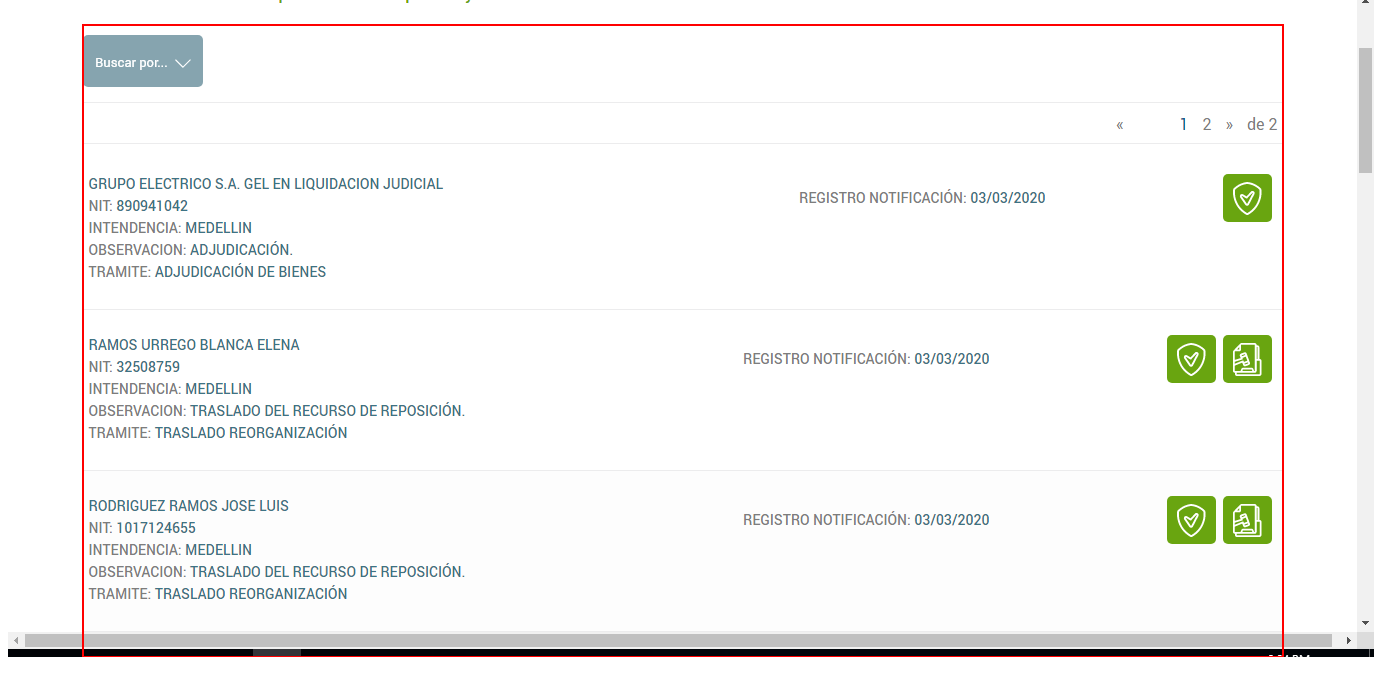 Buscar por...
« 1 2 » de 2
GRUPO ELECTRICO S.A. GEL EN LIQUIDACION JUDICIAL
NIT: 890941042
REGISTRO NOTIFICACIÓN: 03/03/2020
INTENDENCIA: MEDELLIN
OBSERVACION: ADJUDICACIÓN.
TRAMITE: ADJUDICACIÓN DE BIENES
RAMOS URREGO BLANCA ELENA
NIT: 32508759
REGISTRO NOTIFICACIÓN: 03/03/2020
INTENDENCIA: MEDELLIN
OBSERVACION: TRASLADO DEL RECURSO DE REPOSICIÓN.
TRAMITE: TRASLADO REORGANIZACIÓN
RODRIGUEZ RAMOS JOSE LUIS
NIT: 1017124655
REGISTRO NOTIFICACIÓN: 03/03/2020
INTENDENCIA: MEDELLIN
OBSERVACION: TRASLADO DEL RECURSO DE REPOSICIÓN.
TRAMITE: TRASLADO REORGANIZACIÓN